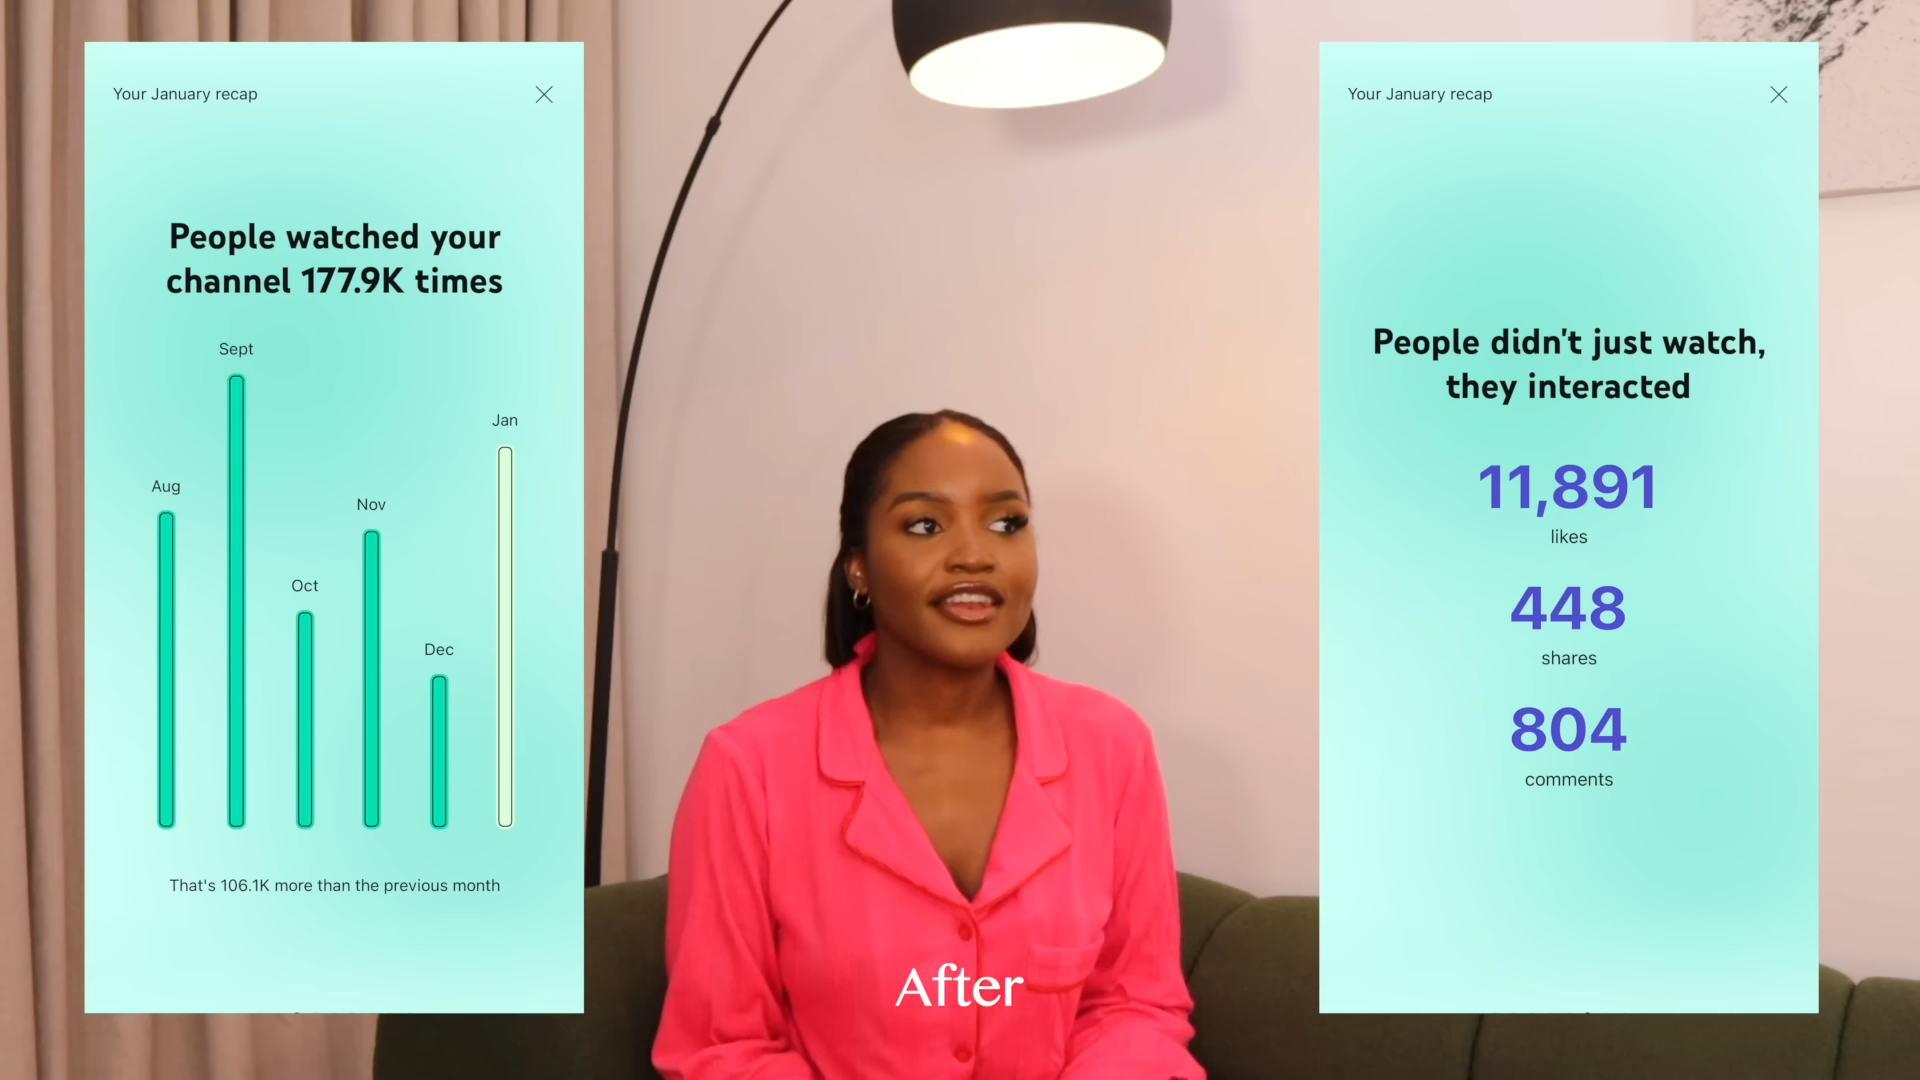 Your January recap
People watched your
channel 177.9K times
Aug
Sept
Oct
Nov
Dec
Jan
That's 106.1K more than the previous month
Your January recap
People didn't just watch,
they interacted
11,891
likes
448
shares
804
comments
After